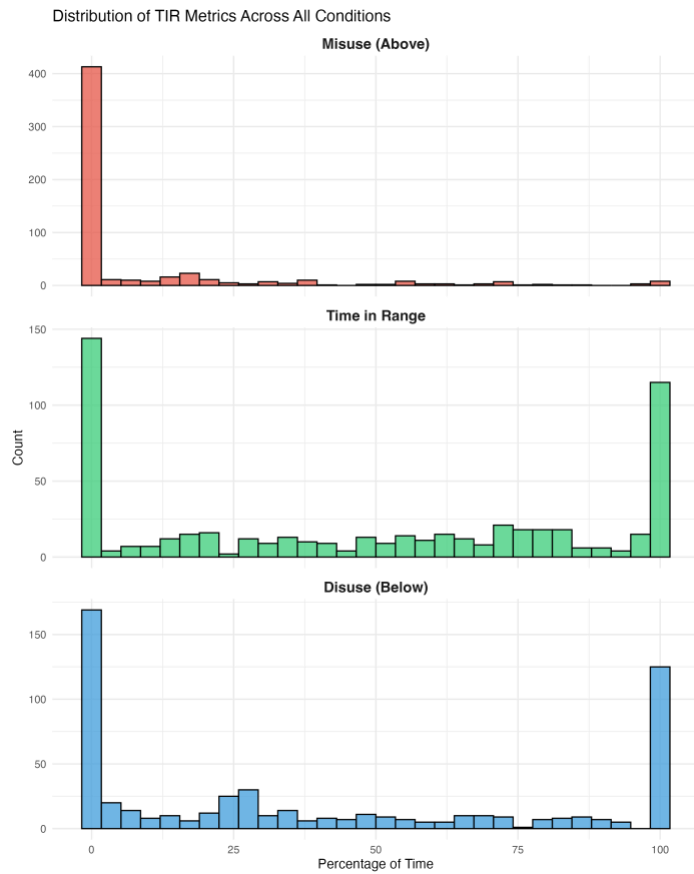 Distribution of TIR Metrics Across All Conditions
Misuse (Above)
400
300
200
100
0
Time in Range
150
100
50
0
Count
Disuse (Below)
150
100
50
0
0 25 50 75 100
Percentage of Time